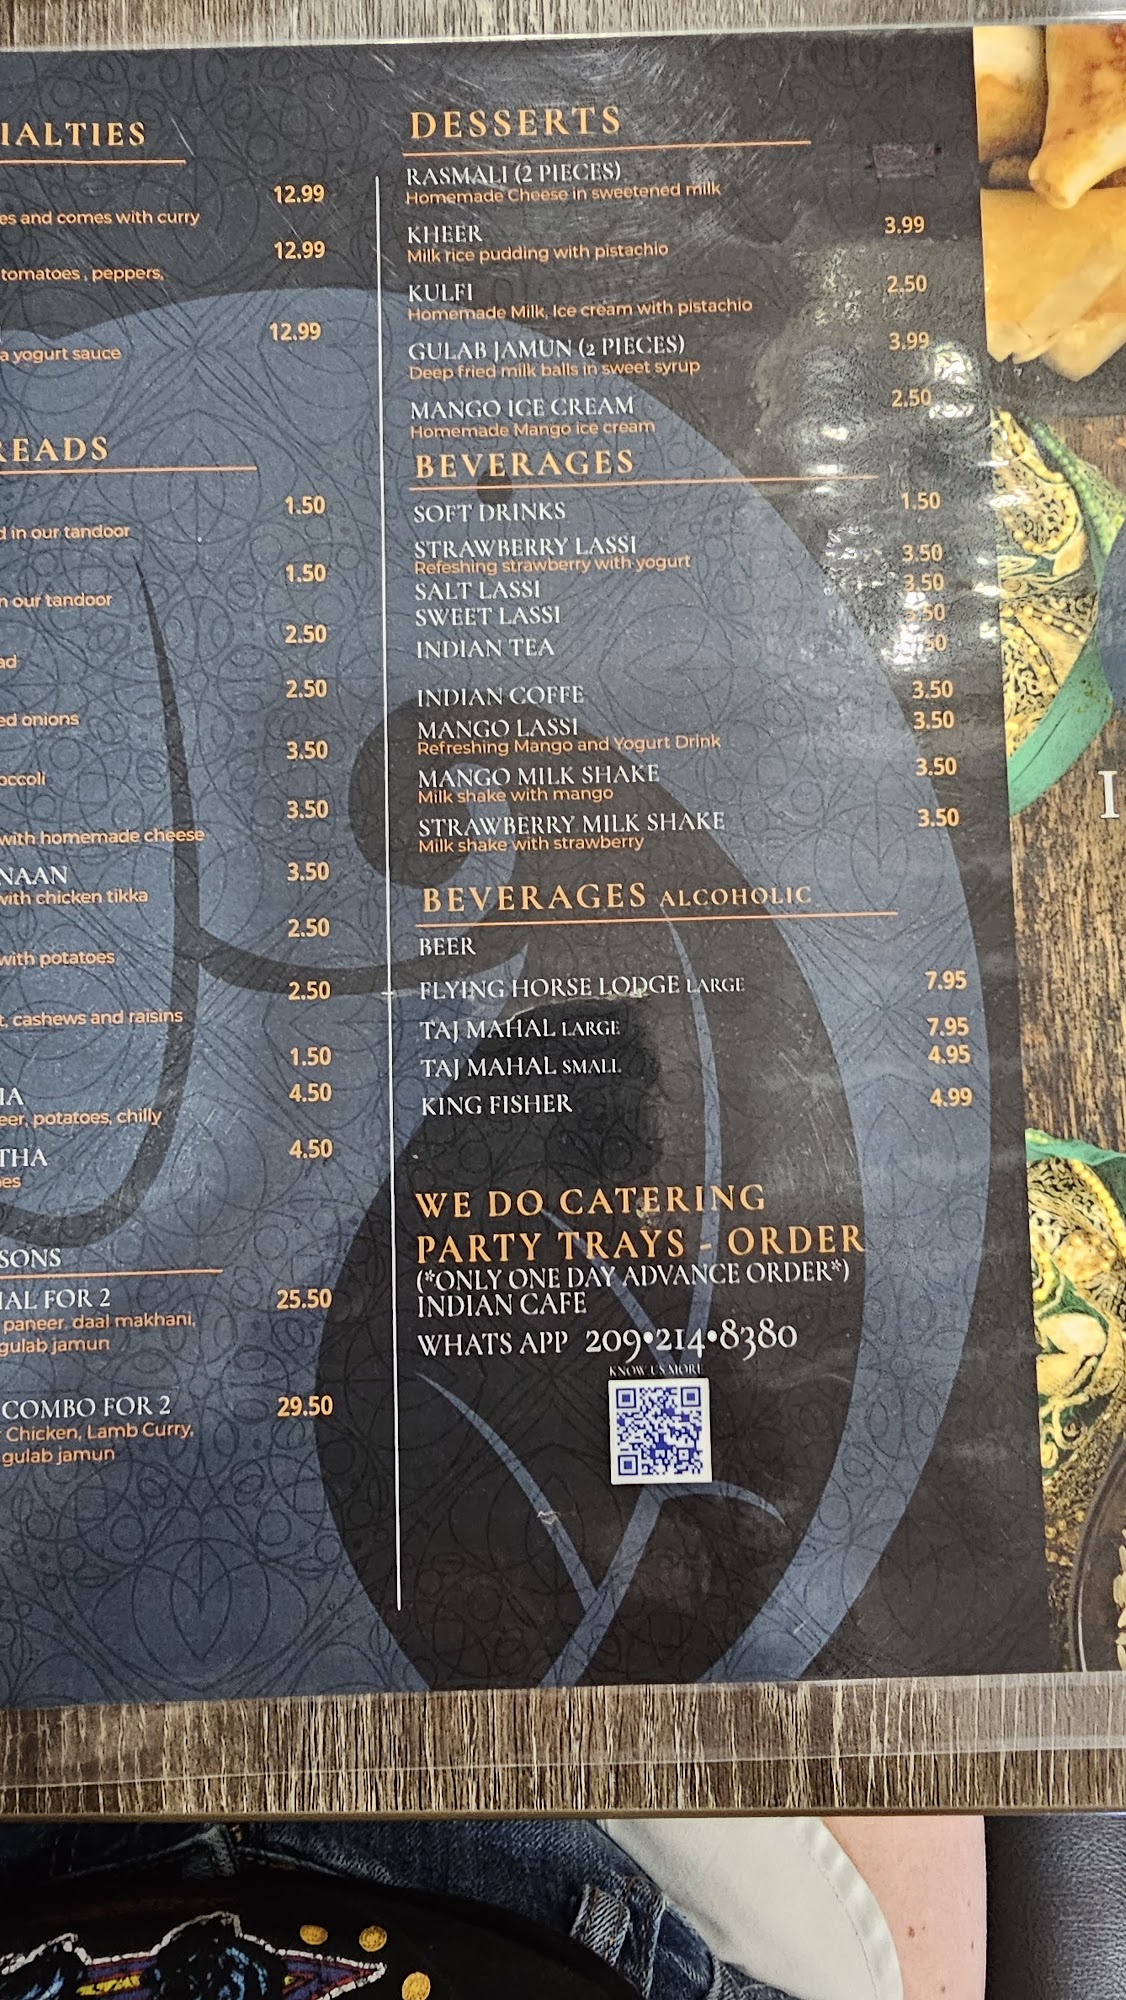 IALTIES
12.99
es and comes with curry
12.99
tomatoes , peppers,
12.99
a yogurt sauce
READS
1.50
d in our tandoor
1.50
n our tandoor
2.50
ad
2.50
ed onions
3.50
occoli
3.50
with homemade cheese
NAAN 3.50
with chicken tikka
2.50
with potatoes
2.50
t, cashews and raisins
1.50
HA 4.50
eer, potatoes, chilly
THA 4.50
es
SONS
IAL FOR 2 25.50
paneer. daal makhani,
gulab jamun
COMBO FOR 2 29.50
Chicken, Lamb Curry,
gulab jamun
DESSERTS
RASMALI (2 PIECES)
Homemade Cheese in sweetened milk
KHEER 3.99
Milk rice pudding with pistachio
KULFI 2.50
Homemade Milk, Ice cream with pistachio
GULAB JAMUN (2 PIECES) 3.99
Deep fried milk balls in sweet syrup
MANGO ICE CREAM 2.50
Homemade Mango ice cream
BEVERAGES
SOFT DRINKS 1.50
STRAWBERRY LASSI 3.50
Refeshing strawberry with yogurt
SALT LASSI 3.50
SWEET LASSI 50
INDIAN TEA 50
INDIAN COFFE 3.50
MANGO LASSI 3.50
Refreshing Mango and Yogurt Drink
MANGO MILK SHAKE 3.50
Milk shake with mango
STRAWBERRY MILK SHAKE 3.50
Milk shake with strawberry
BEVERAGES ALCOHOLIC
BEER
FLYING HORSE LODGE LARGE 7.95
TAJ MAHAL LARGE 7.95
TAJ MAHAL SMALL 4.95
KING FISHER 4.99
WE DO CATERING
PARTY TRAYS - ORDER
(*ONLY ONE DAY ADVANCE ORDER*)
INDIAN CAFE
WHATS APP 209•214•8380
KNOW US MORE
I